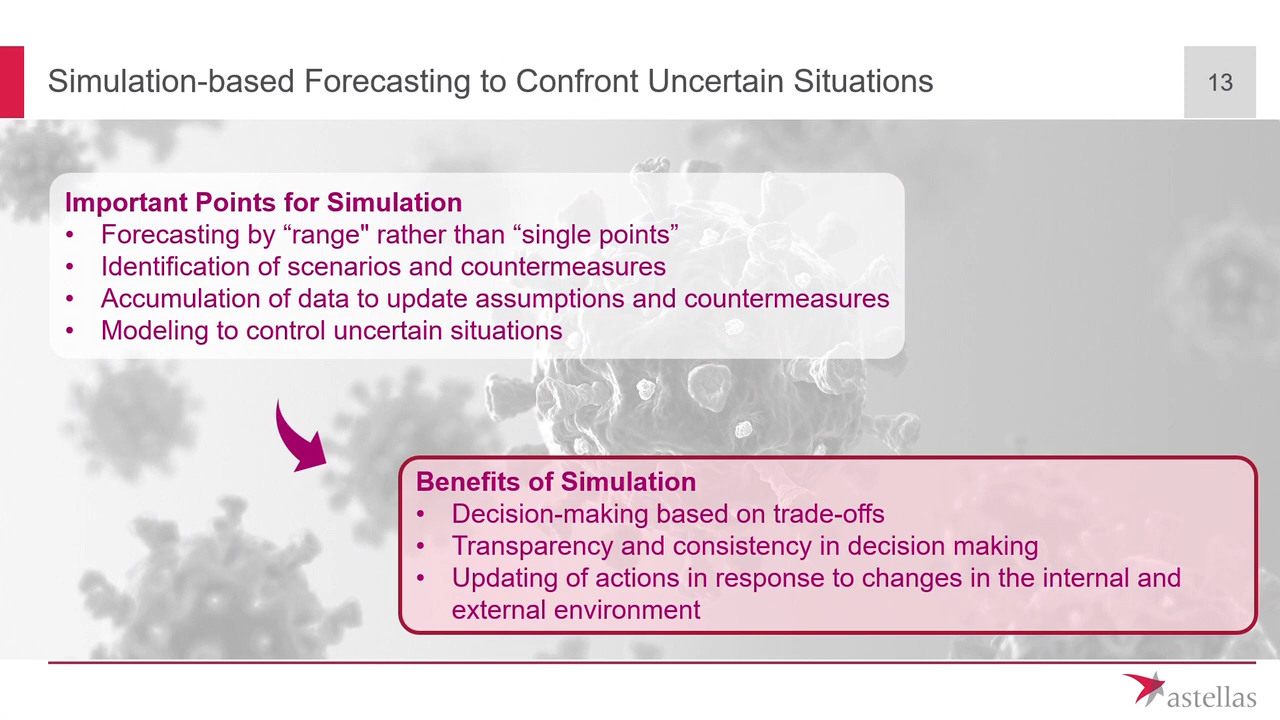 Simulation-based Forecasting to Confront Uncertain Situations
13
Important Points for Simulation
• Forecasting by “range" rather than “single points”
• Identification of scenarios and countermeasures
• Accumulation of data to update assumptions and countermeasures
• Modeling to control uncertain situations
Benefits of Simulation
• Decision-making based on trade-offs
• Transparency and consistency in decision making
• Updating of actions in response to changes in the internal and
external environment
astellas